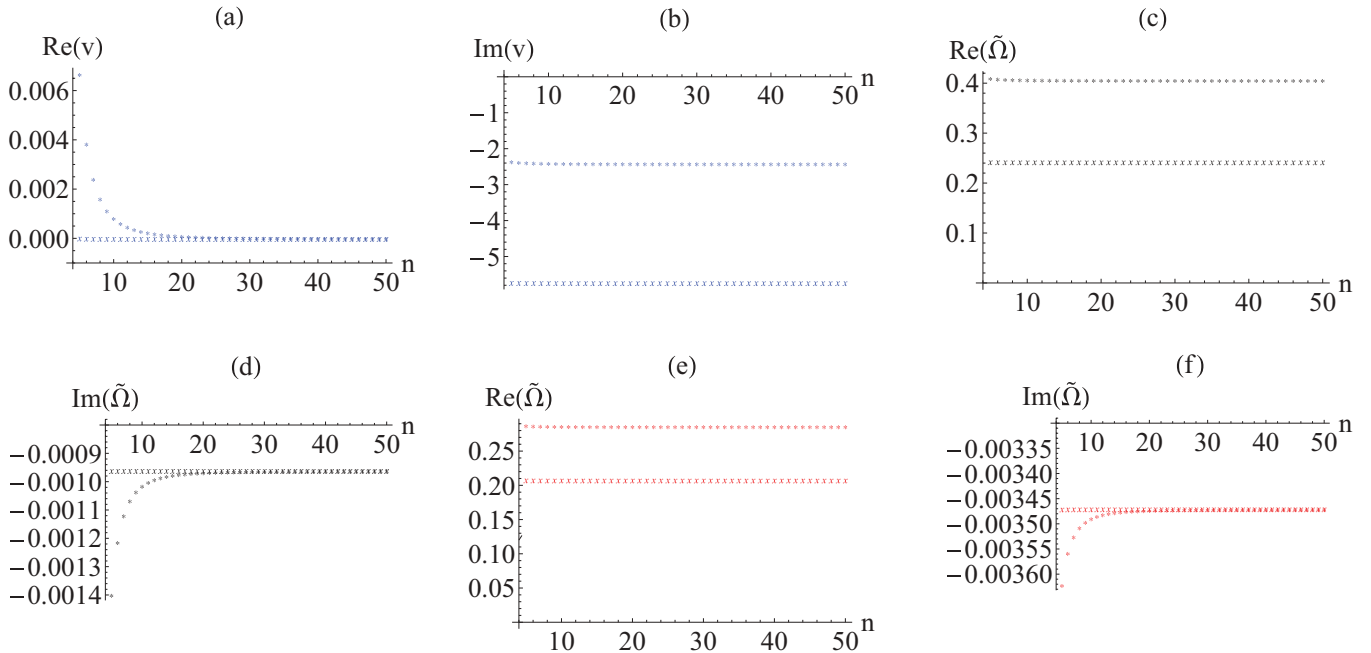 (a)
Re(v)
0.006
0.004
0.002
0.000
10 20 30 40 50 n
(b)
Im(v)
10 20 30 40 50 n
−1
−2
−3
−4
−5
(c)
Re(Ω̃)
0.4
0.3
0.2
0.1
10 20 30 40 50 n
(d)
Im(Ω̃)
10 20 30 40 50 n
−0.0009
−0.0010
−0.0011
−0.0012
−0.0013
−0.0014
(e)
Re(Ω̃)
0.25
0.20
0.15
0.10
0.05
10 20 30 40 50 n
(f)
Im(Ω̃)
10 20 30 40 50 n
−0.00335
−0.00340
−0.00345
−0.00350
−0.00355
−0.00360